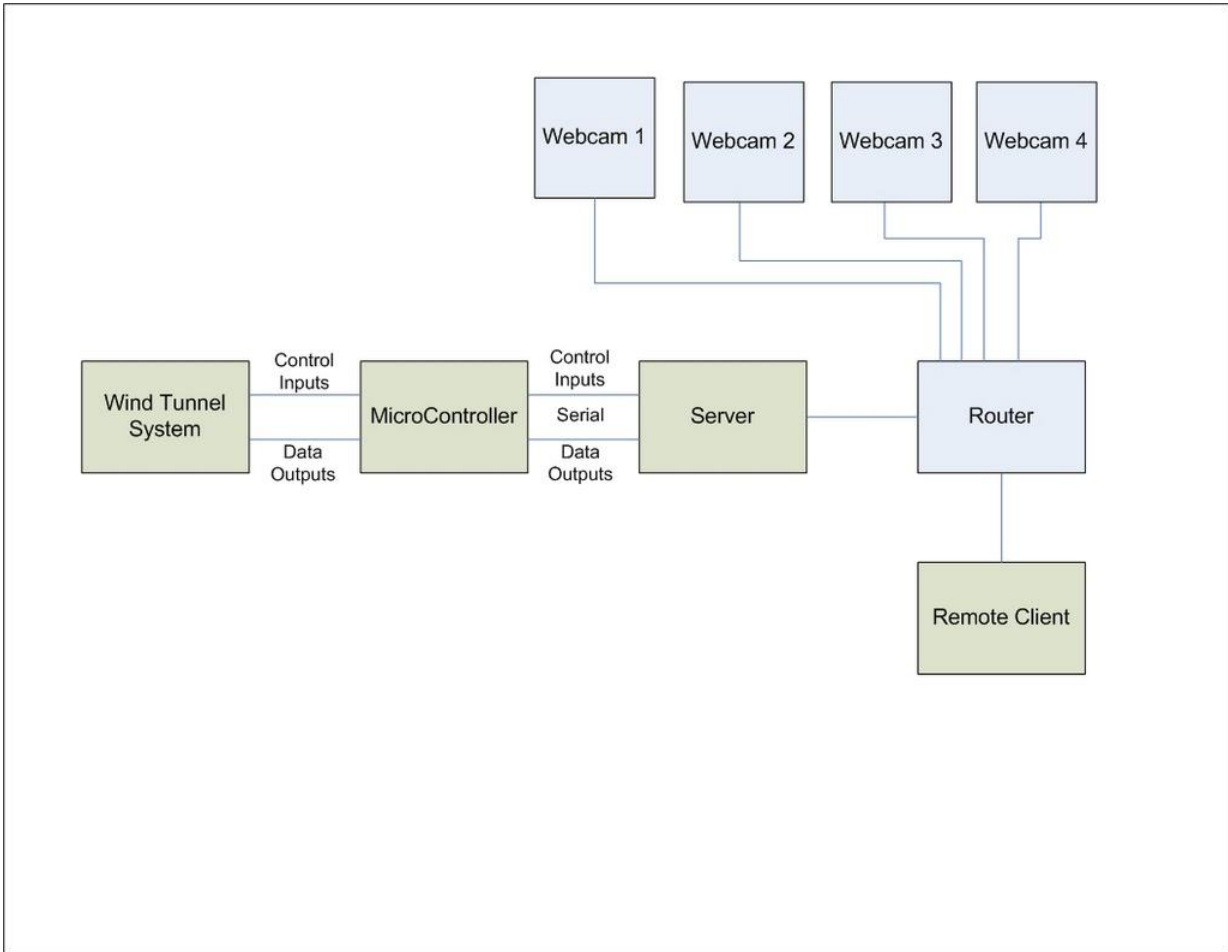 Webcam 1
Webcam 2
Webcam 3
Webcam 4
Control
Inputs
Control
Inputs
Wind Tunnel
System
MicroController
Serial
Server
Router
Data
Outputs
Data
Outputs
Remote Client